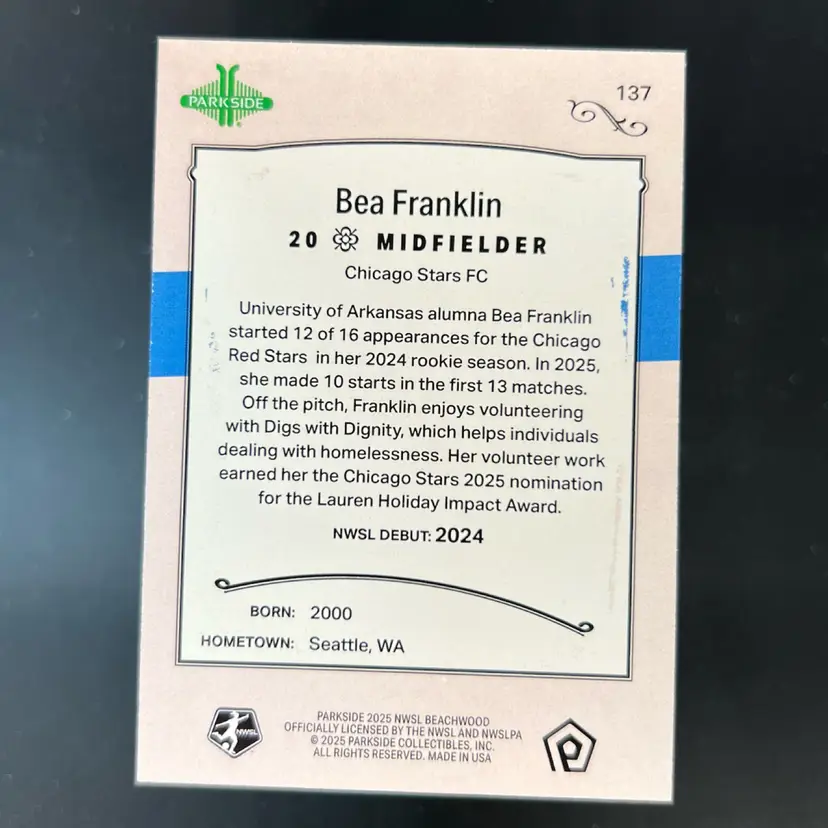 PARKSIDE
137
Bea Franklin
20 MIDFIELDER
Chicago Stars FC
University of Arkansas alumna Bea Franklin
started 12 of 16 appearances for the Chicago
Red Stars in her 2024 rookie season. In 2025,
she made 10 starts in the first 13 matches.
Off the pitch, Franklin enjoys volunteering
with Digs with Dignity, which helps individuals
dealing with homelessness. Her volunteer work
earned her the Chicago Stars 2025 nomination
for the Lauren Holiday Impact Award.
NWSL DEBUT: 2024
BORN: 2000
HOMETOWN: Seattle, WA
NWSL
PARKSIDE 2025 NWSL BEACHWOOD
OFFICIALLY LICENSED BY THE NWSL AND NWSLPA
© 2025 PARKSIDE COLLECTIBLES, INC.
ALL RIGHTS RESERVED. MADE IN USA